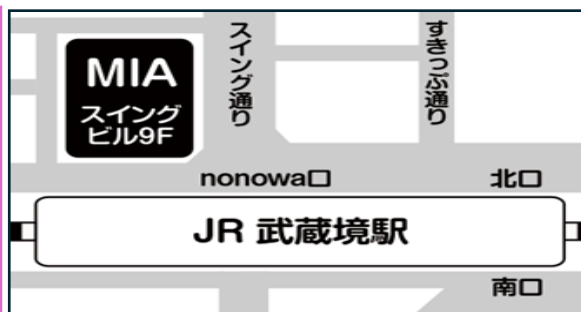 MIA
スイング
ビル9F
スイング通り
すきっぷ通り
nonowa口
北口
JR 武蔵境駅
南口